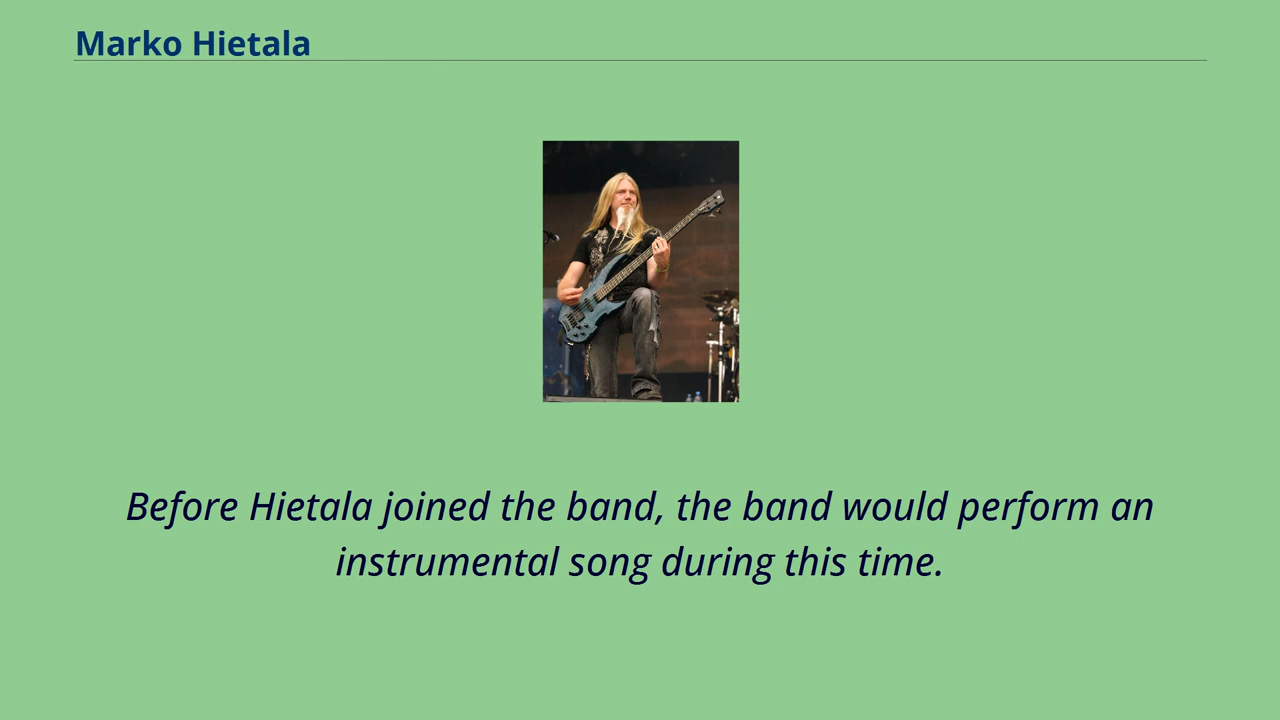 Marko Hietala
Before Hietala joined the band, the band would perform an
instrumental song during this time.